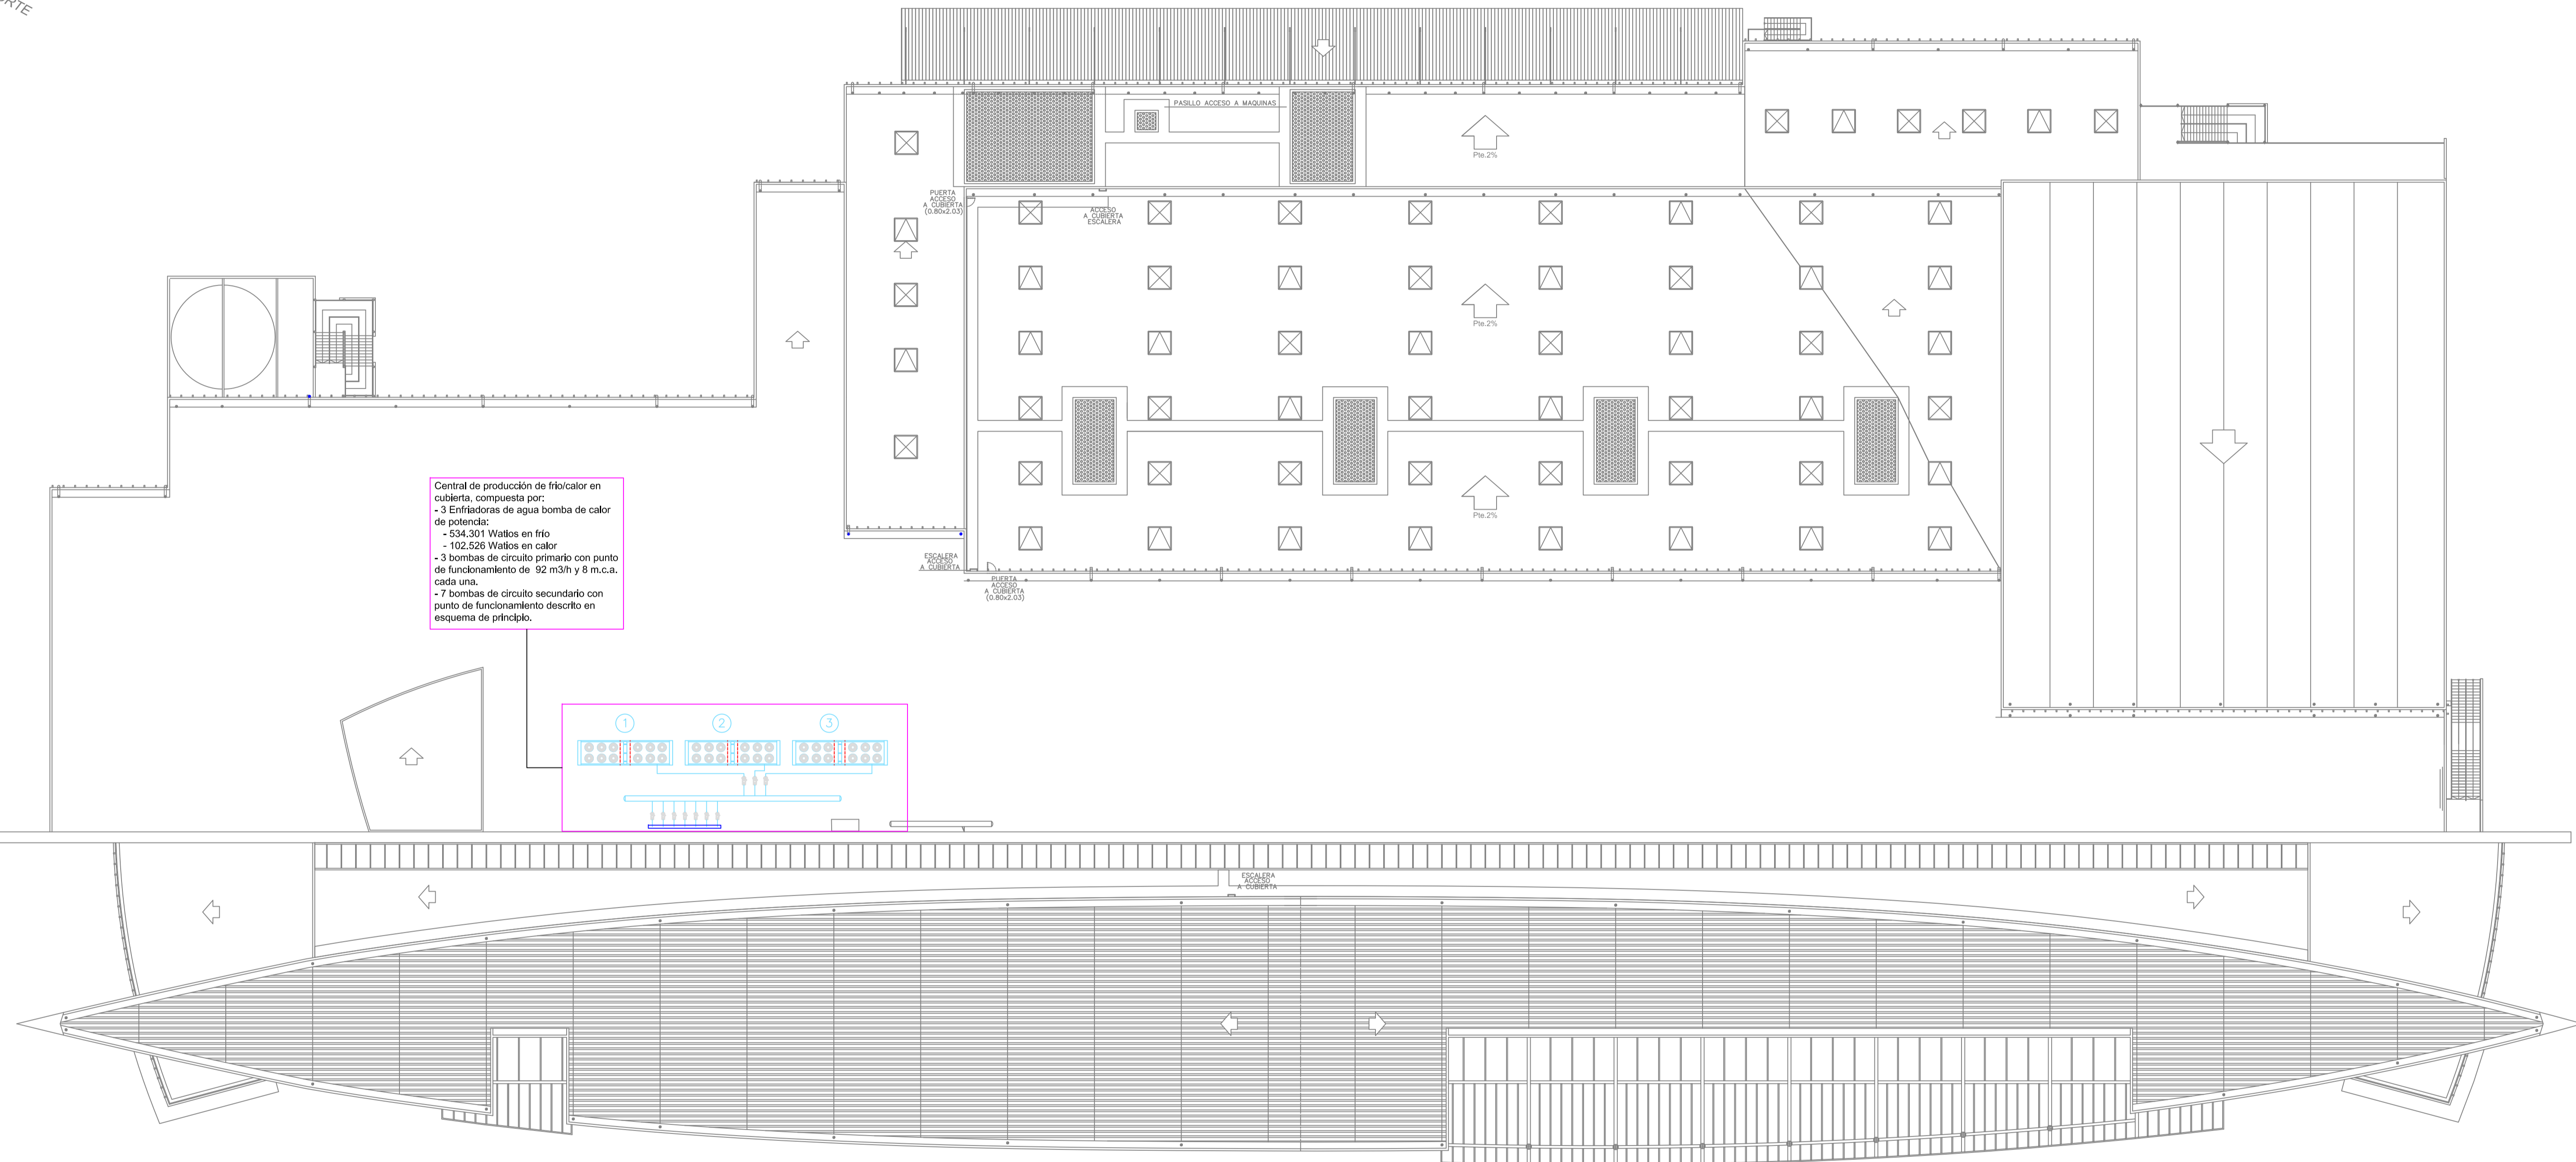 PASILLO ACCESO A MAQUINAS
Pte.2%
PUERTA
ACCESO
A CUBIERTA
(0.80x2.03)
ACCESO
A CUBIERTA
ESCALERA
Pte.2%
Pte.2%
Central de producción de frío/calor en
cubierta, compuesta por:
- 3 Enfriadoras de agua bomba de calor
de potencia:
- 534.301 Watios en frío
- 102.526 Watios en calor
- 3 bombas de circuito primario con punto
de funcionamiento de 92 m3/h y 8 m.c.a.
cada una.
- 7 bombas de circuito secundario con
punto de funcionamiento descrito en
esquema de principio.
ESCALERA
ACCESO
A CUBIERTA
PUERTA
ACCESO
A CUBIERTA
(0.80x2.03)
1
2
3
ESCALERA
ACCESO
A CUBIERTA